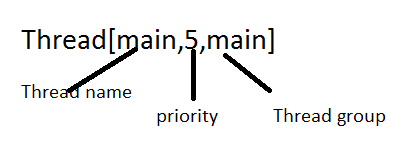 Thread[main,5,main]
Thread name
priority
Thread group